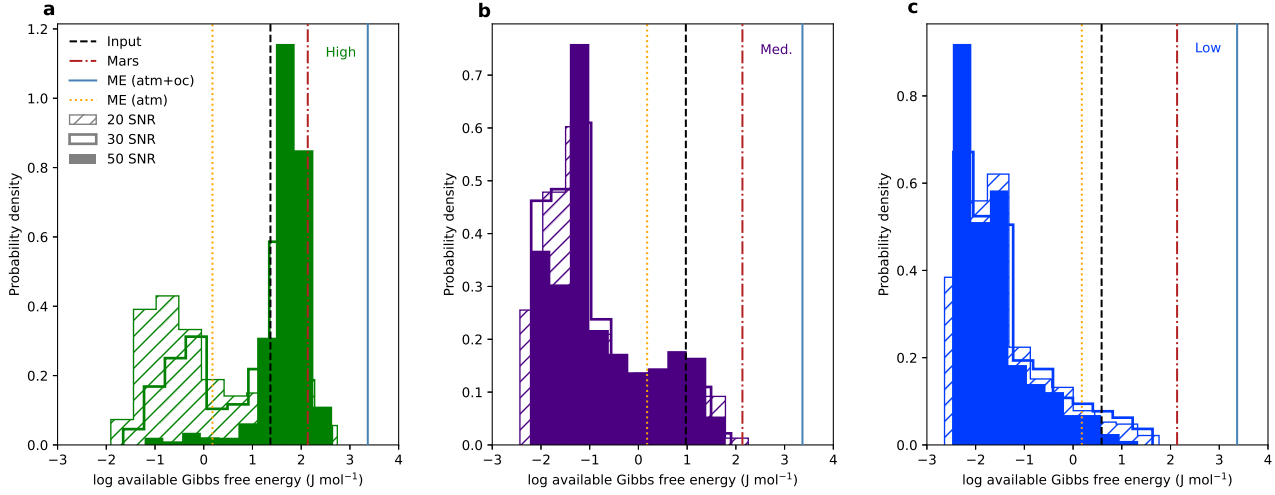 a
High
Input
Mars
ME (atm+oc)
ME (atm)
20 SNR
30 SNR
50 SNR
Probability density
0.0
0.2
0.4
0.6
0.8
1.0
1.2
−3 −2 −1 0 1 2 3 4
log available Gibbs free energy (J mol⁻¹)
b
Med.
Probability density
0.0
0.1
0.2
0.3
0.4
0.5
0.6
0.7
−3 −2 −1 0 1 2 3 4
log available Gibbs free energy (J mol⁻¹)
c
Low
Probability density
0.0
0.2
0.4
0.6
0.8
−3 −2 −1 0 1 2 3 4
log available Gibbs free energy (J mol⁻¹)